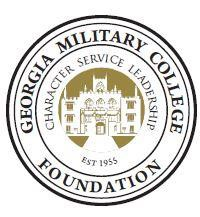 GEORGIA MILITARY COLLEGE
FOUNDATION
CHARACTER SERVICE LEADERSHIP
EST 1955